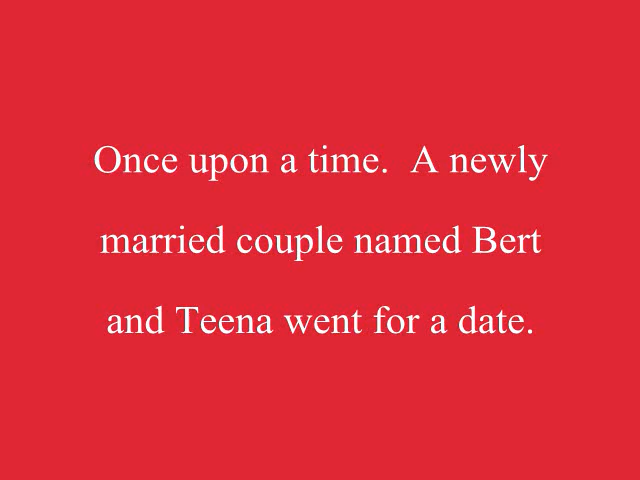 Once upon a time.  A newly
married couple named Bert
and Teena went for a date.